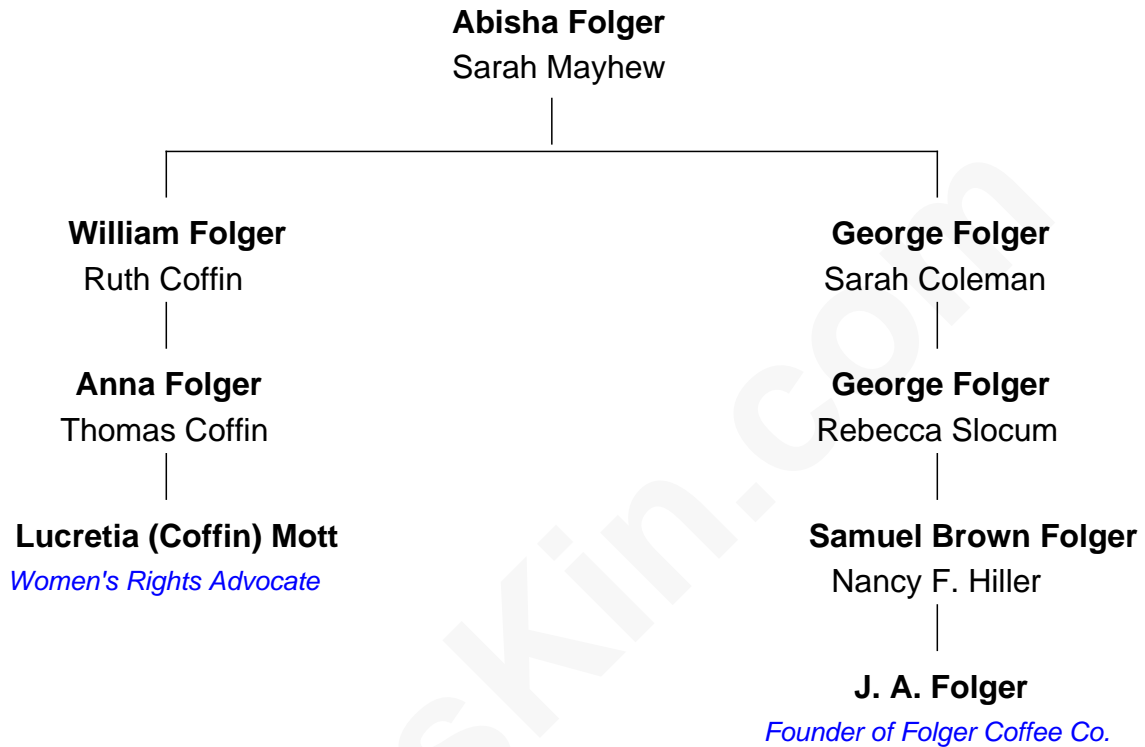 Abisha Folger
Sarah Mayhew
William Folger
Ruth Coffin
George Folger
Sarah Coleman
Anna Folger
Thomas Coffin
George Folger
Rebecca Slocum
Lucretia (Coffin) Mott
Women's Rights Advocate
Samuel Brown Folger
Nancy F. Hiller
J. A. Folger
Founder of Folger Coffee Co.